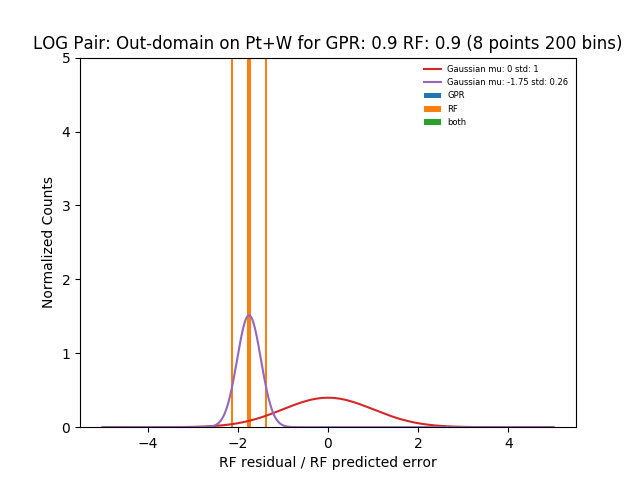 LOG Pair: Out-domain on Pt+W for GPR: 0.9 RF: 0.9 (8 points 200 bins)
Gaussian mu: 0 std: 1
Gaussian mu: -1.75 std: 0.26
GPR
RF
both
Normalized Counts
5
4
3
2
1
0
−4
−2
0
2
4
RF residual / RF predicted error